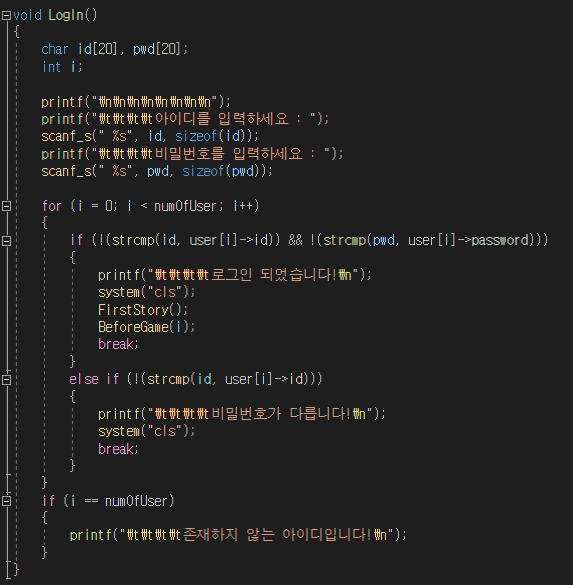 void LogIn()
{
    char id[20], pwd[20];
    int i;

    printf("₩n₩n₩n₩n₩n₩n₩n");
    printf("₩t₩t₩t₩t아이디를 입력하세요 : ");
    scanf_s(" %s", id, sizeof(id));
    printf("₩t₩t₩t₩t비밀번호를 입력하세요 : ");
    scanf_s(" %s", pwd, sizeof(pwd));

    for (i = 0; i < numOfUser; i++)
    {
        if (!(strcmp(id, user[i]->id)) && !(strcmp(pwd, user[i]->password)))
        {
            printf("₩t₩t₩t₩t로그인 되었습니다!₩n");
            system("cls");
            FirstStory();
            BeforeGame(i);
            break;
        }
        else if (!(strcmp(id, user[i]->id)))
        {
            printf("₩t₩t₩t₩t비밀번호가 다릅니다!₩n");
            system("cls");
            break;
        }
    }
    if (i == numOfUser)
    {
        printf("₩t₩t₩t₩t존재하지 않는 아이디입니다!₩n");
    }
}